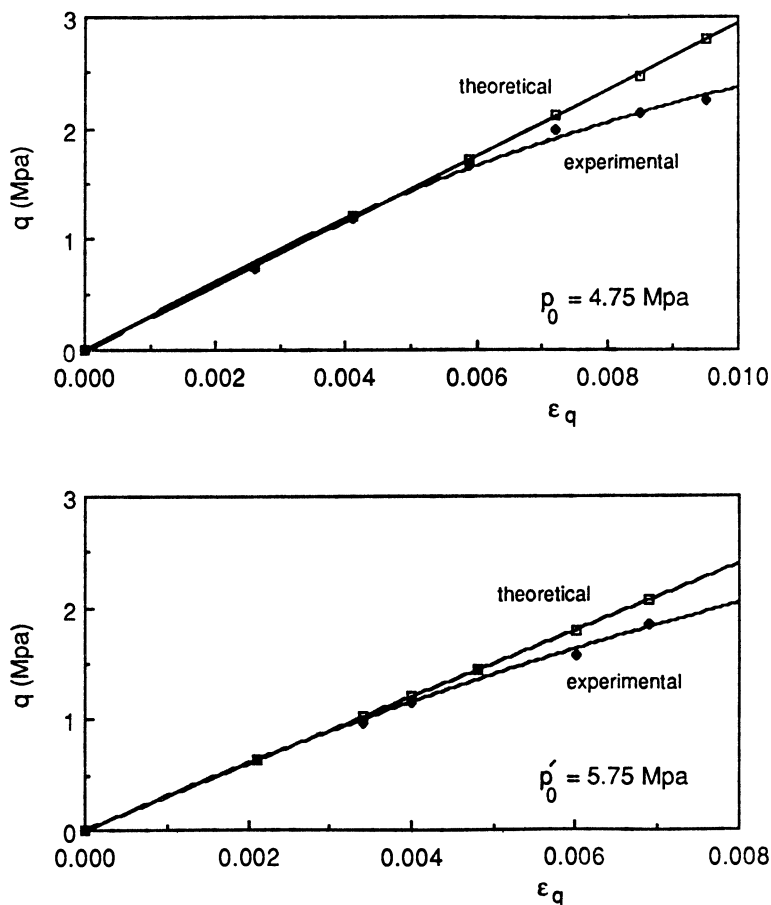 3
theoretical
2
experimental
q (Mpa)
1
p0 = 4.75 Mpa
0
0.000 0.002 0.004 0.006 0.008 0.010
εq
3
theoretical
2
q (Mpa)
experimental
1
p0′ = 5.75 Mpa
0
0.000 0.002 0.004 0.006 0.008
εq